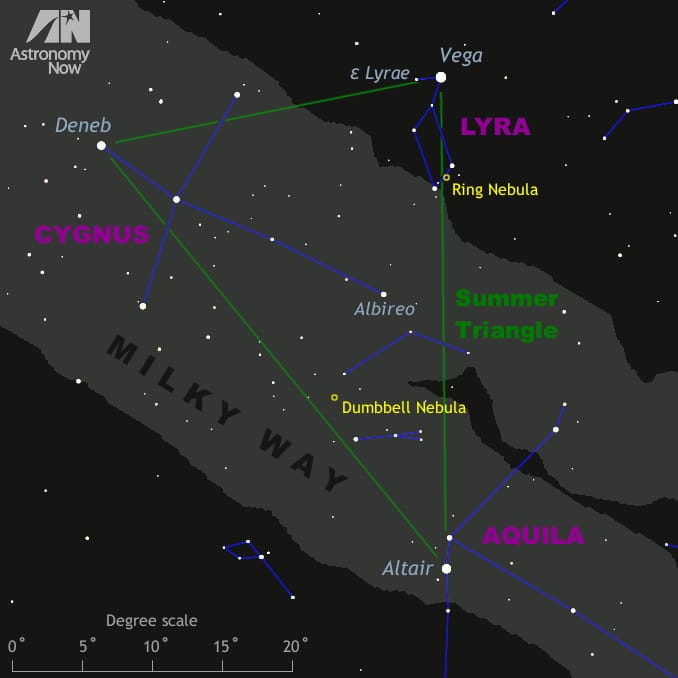 AN
Astronomy
Now
Vega
ε Lyrae
Deneb
LYRA
Ring Nebula
CYGNUS
Albireo
Summer
Triangle
MILKY WAY
Dumbbell Nebula
AQUILA
Altair
Degree scale
0° 5° 10° 15° 20°